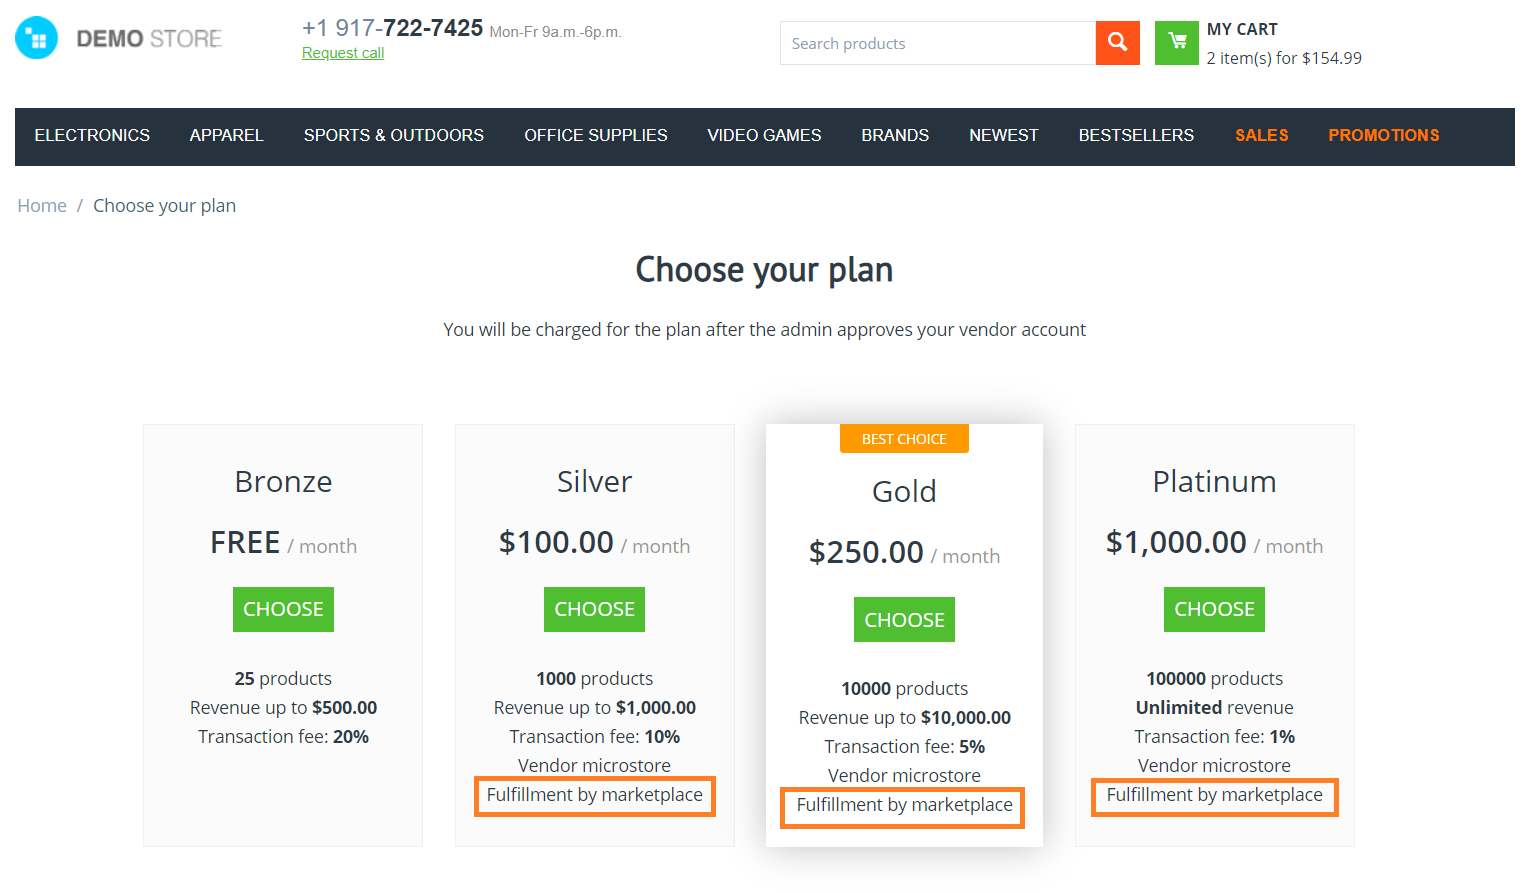 DEMO STORE
+1 917-722-7425 Mon-Fr 9a.m.-6p.m.
Request call
Search products
MY CART
2 item(s) for $154.99
ELECTRONICS APPAREL SPORTS & OUTDOORS OFFICE SUPPLIES VIDEO GAMES BRANDS NEWEST BESTSELLERS SALES PROMOTIONS
Home / Choose your plan
Choose your plan
You will be charged for the plan after the admin approves your vendor account
Bronze
FREE / month
CHOOSE
25 products
Revenue up to $500.00
Transaction fee: 20%
Silver
$100.00 / month
CHOOSE
1000 products
Revenue up to $1,000.00
Transaction fee: 10%
Vendor microstore
Fulfillment by marketplace
BEST CHOICE
Gold
$250.00 / month
CHOOSE
10000 products
Revenue up to $10,000.00
Transaction fee: 5%
Vendor microstore
Fulfillment by marketplace
Platinum
$1,000.00 / month
CHOOSE
100000 products
Unlimited revenue
Transaction fee: 1%
Vendor microstore
Fulfillment by marketplace